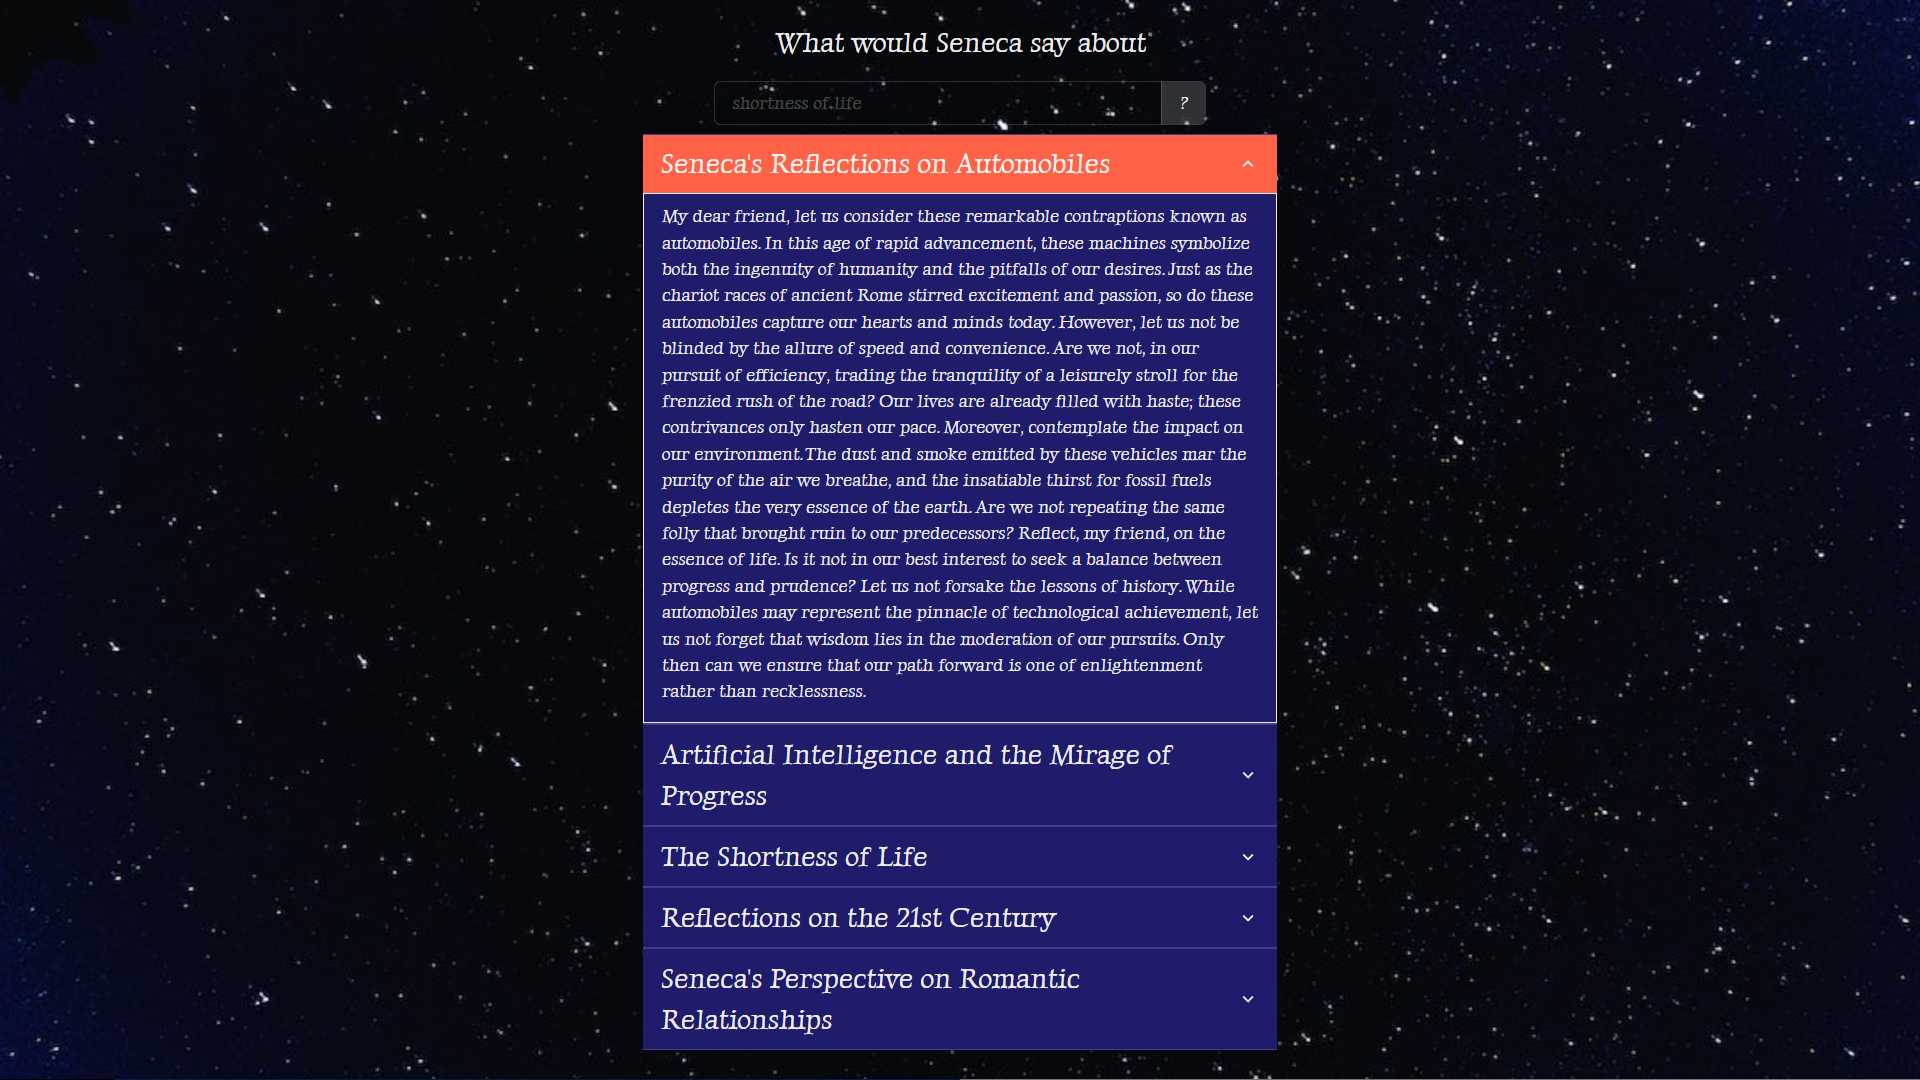 What would Seneca say about
shortness of life
?
Seneca's Reflections on Automobiles
My dear friend, let us consider these remarkable contraptions known as
automobiles. In this age of rapid advancement, these machines symbolize
both the ingenuity of humanity and the pitfalls of our desires. Just as the
chariot races of ancient Rome stirred excitement and passion, so do these
automobiles capture our hearts and minds today. However, let us not be
blinded by the allure of speed and convenience. Are we not, in our
pursuit of efficiency, trading the tranquility of a leisurely stroll for the
frenzied rush of the road? Our lives are already filled with haste; these
contrivances only hasten our pace. Moreover, contemplate the impact on
our environment. The dust and smoke emitted by these vehicles mar the
purity of the air we breathe, and the insatiable thirst for fossil fuels
depletes the very essence of the earth. Are we not repeating the same
folly that brought ruin to our predecessors? Reflect, my friend, on the
essence of life. Is it not in our best interest to seek a balance between
progress and prudence? Let us not forsake the lessons of history. While
automobiles may represent the pinnacle of technological achievement, let
us not forget that wisdom lies in the moderation of our pursuits. Only
then can we ensure that our path forward is one of enlightenment
rather than recklessness.
Artificial Intelligence and the Mirage of
Progress
The Shortness of Life
Reflections on the 21st Century
Seneca's Perspective on Romantic
Relationships